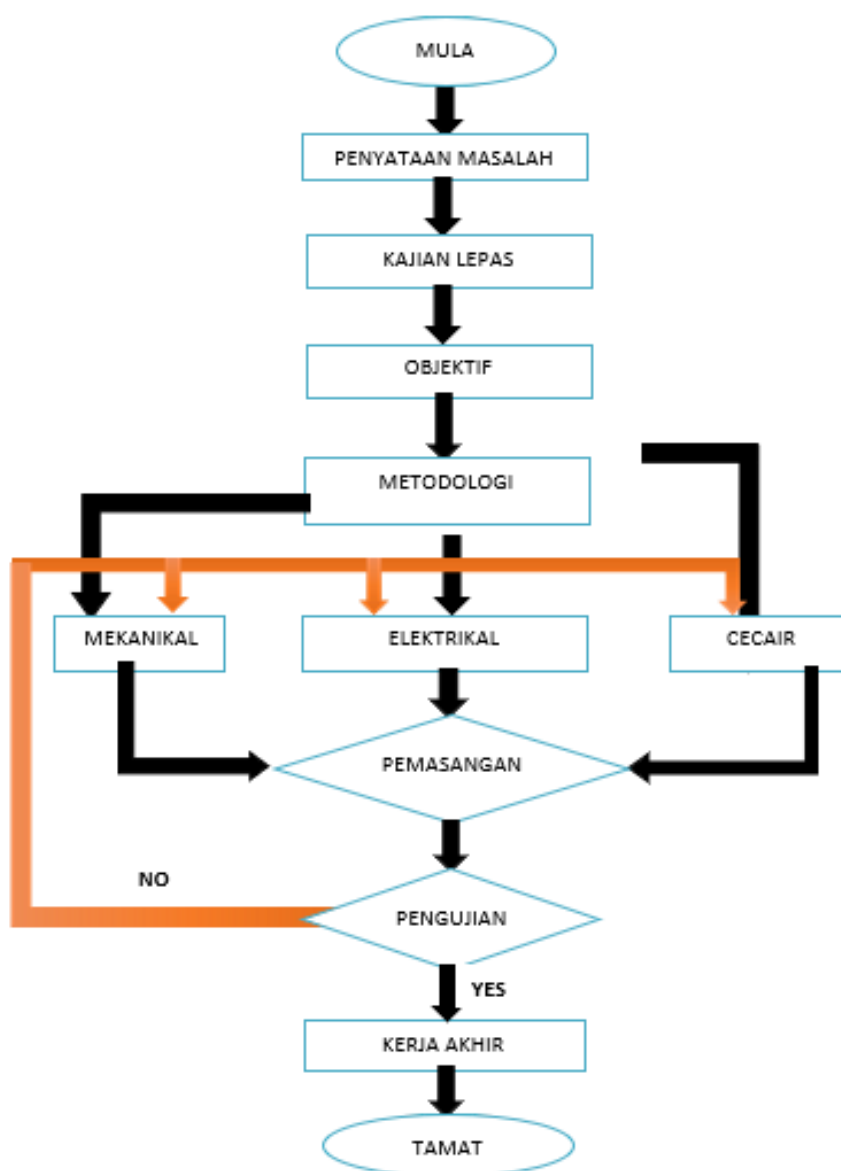 MULA
PENYATAAN MASALAH
KAJIAN LEPAS
OBJEKTIF
METODOLOGI
MEKANIKAL
ELEKTRIKAL
CECAIR
PEMASANGAN
NO
PENGUJIAN
YES
KERJA AKHIR
TAMAT